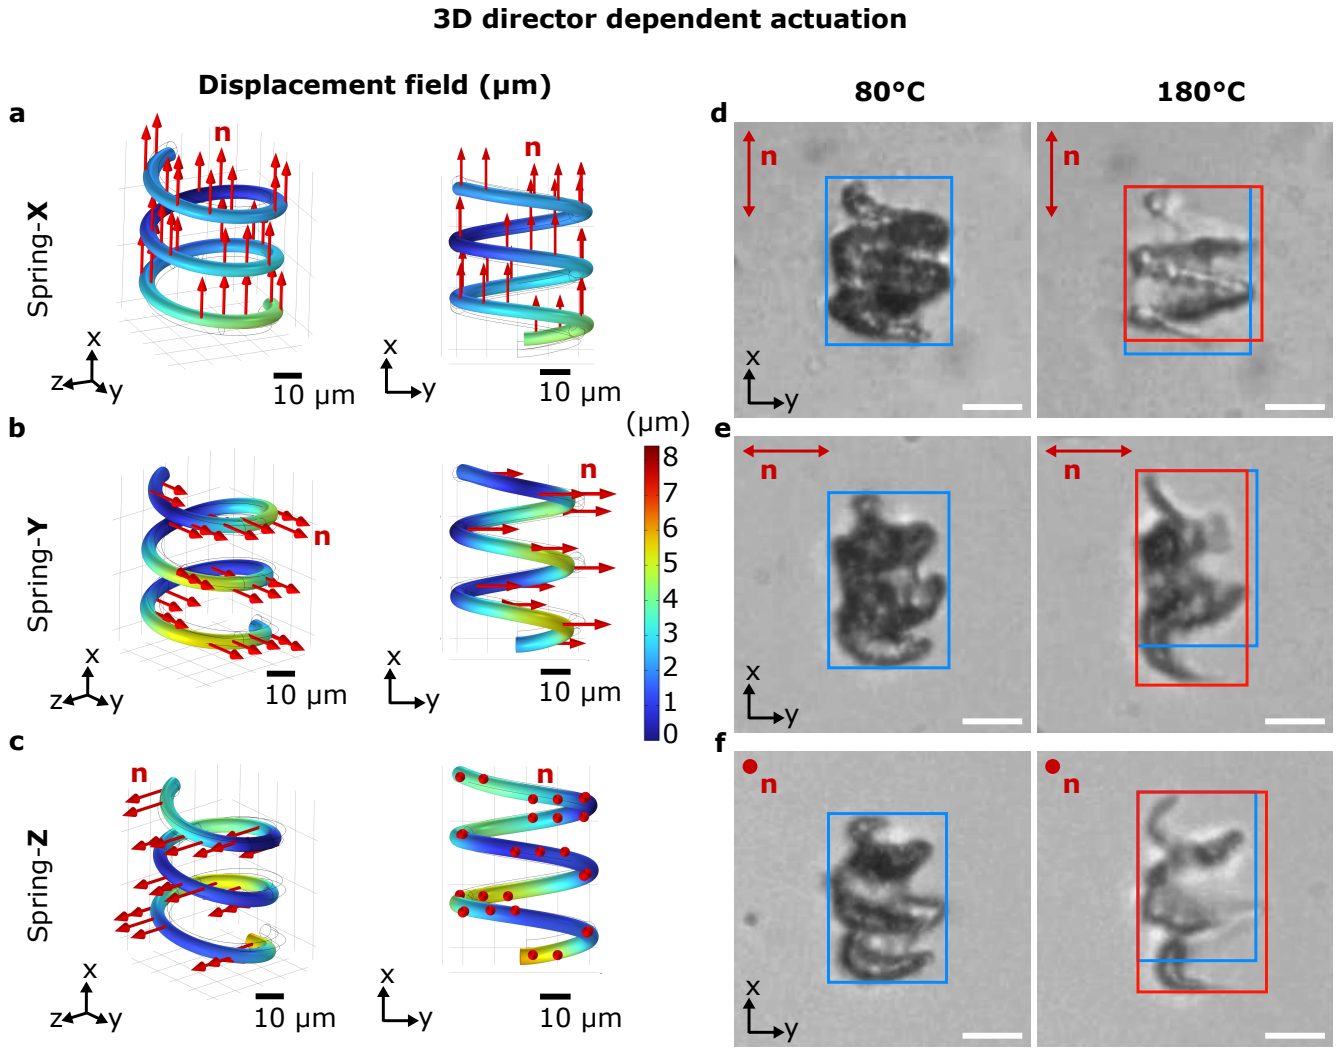 3D director dependent actuation
Displacement field (µm)
80°C
180°C
a
n
n
Spring-X
x
z
y
10 µm
x
y
10 µm
d
n
x
y
n
b
n
n
Spring-Y
x
z
y
10 µm
x
y
10 µm
(µm)
8
7
6
5
4
3
2
1
0
e
n
x
y
n
c
n
n
Spring-Z
x
z
y
10 µm
x
y
10 µm
f
n
x
y
n